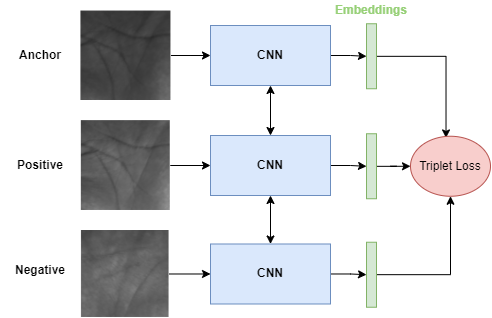 Embeddings
Anchor
CNN
Positive
CNN
Triplet Loss
Negative
CNN